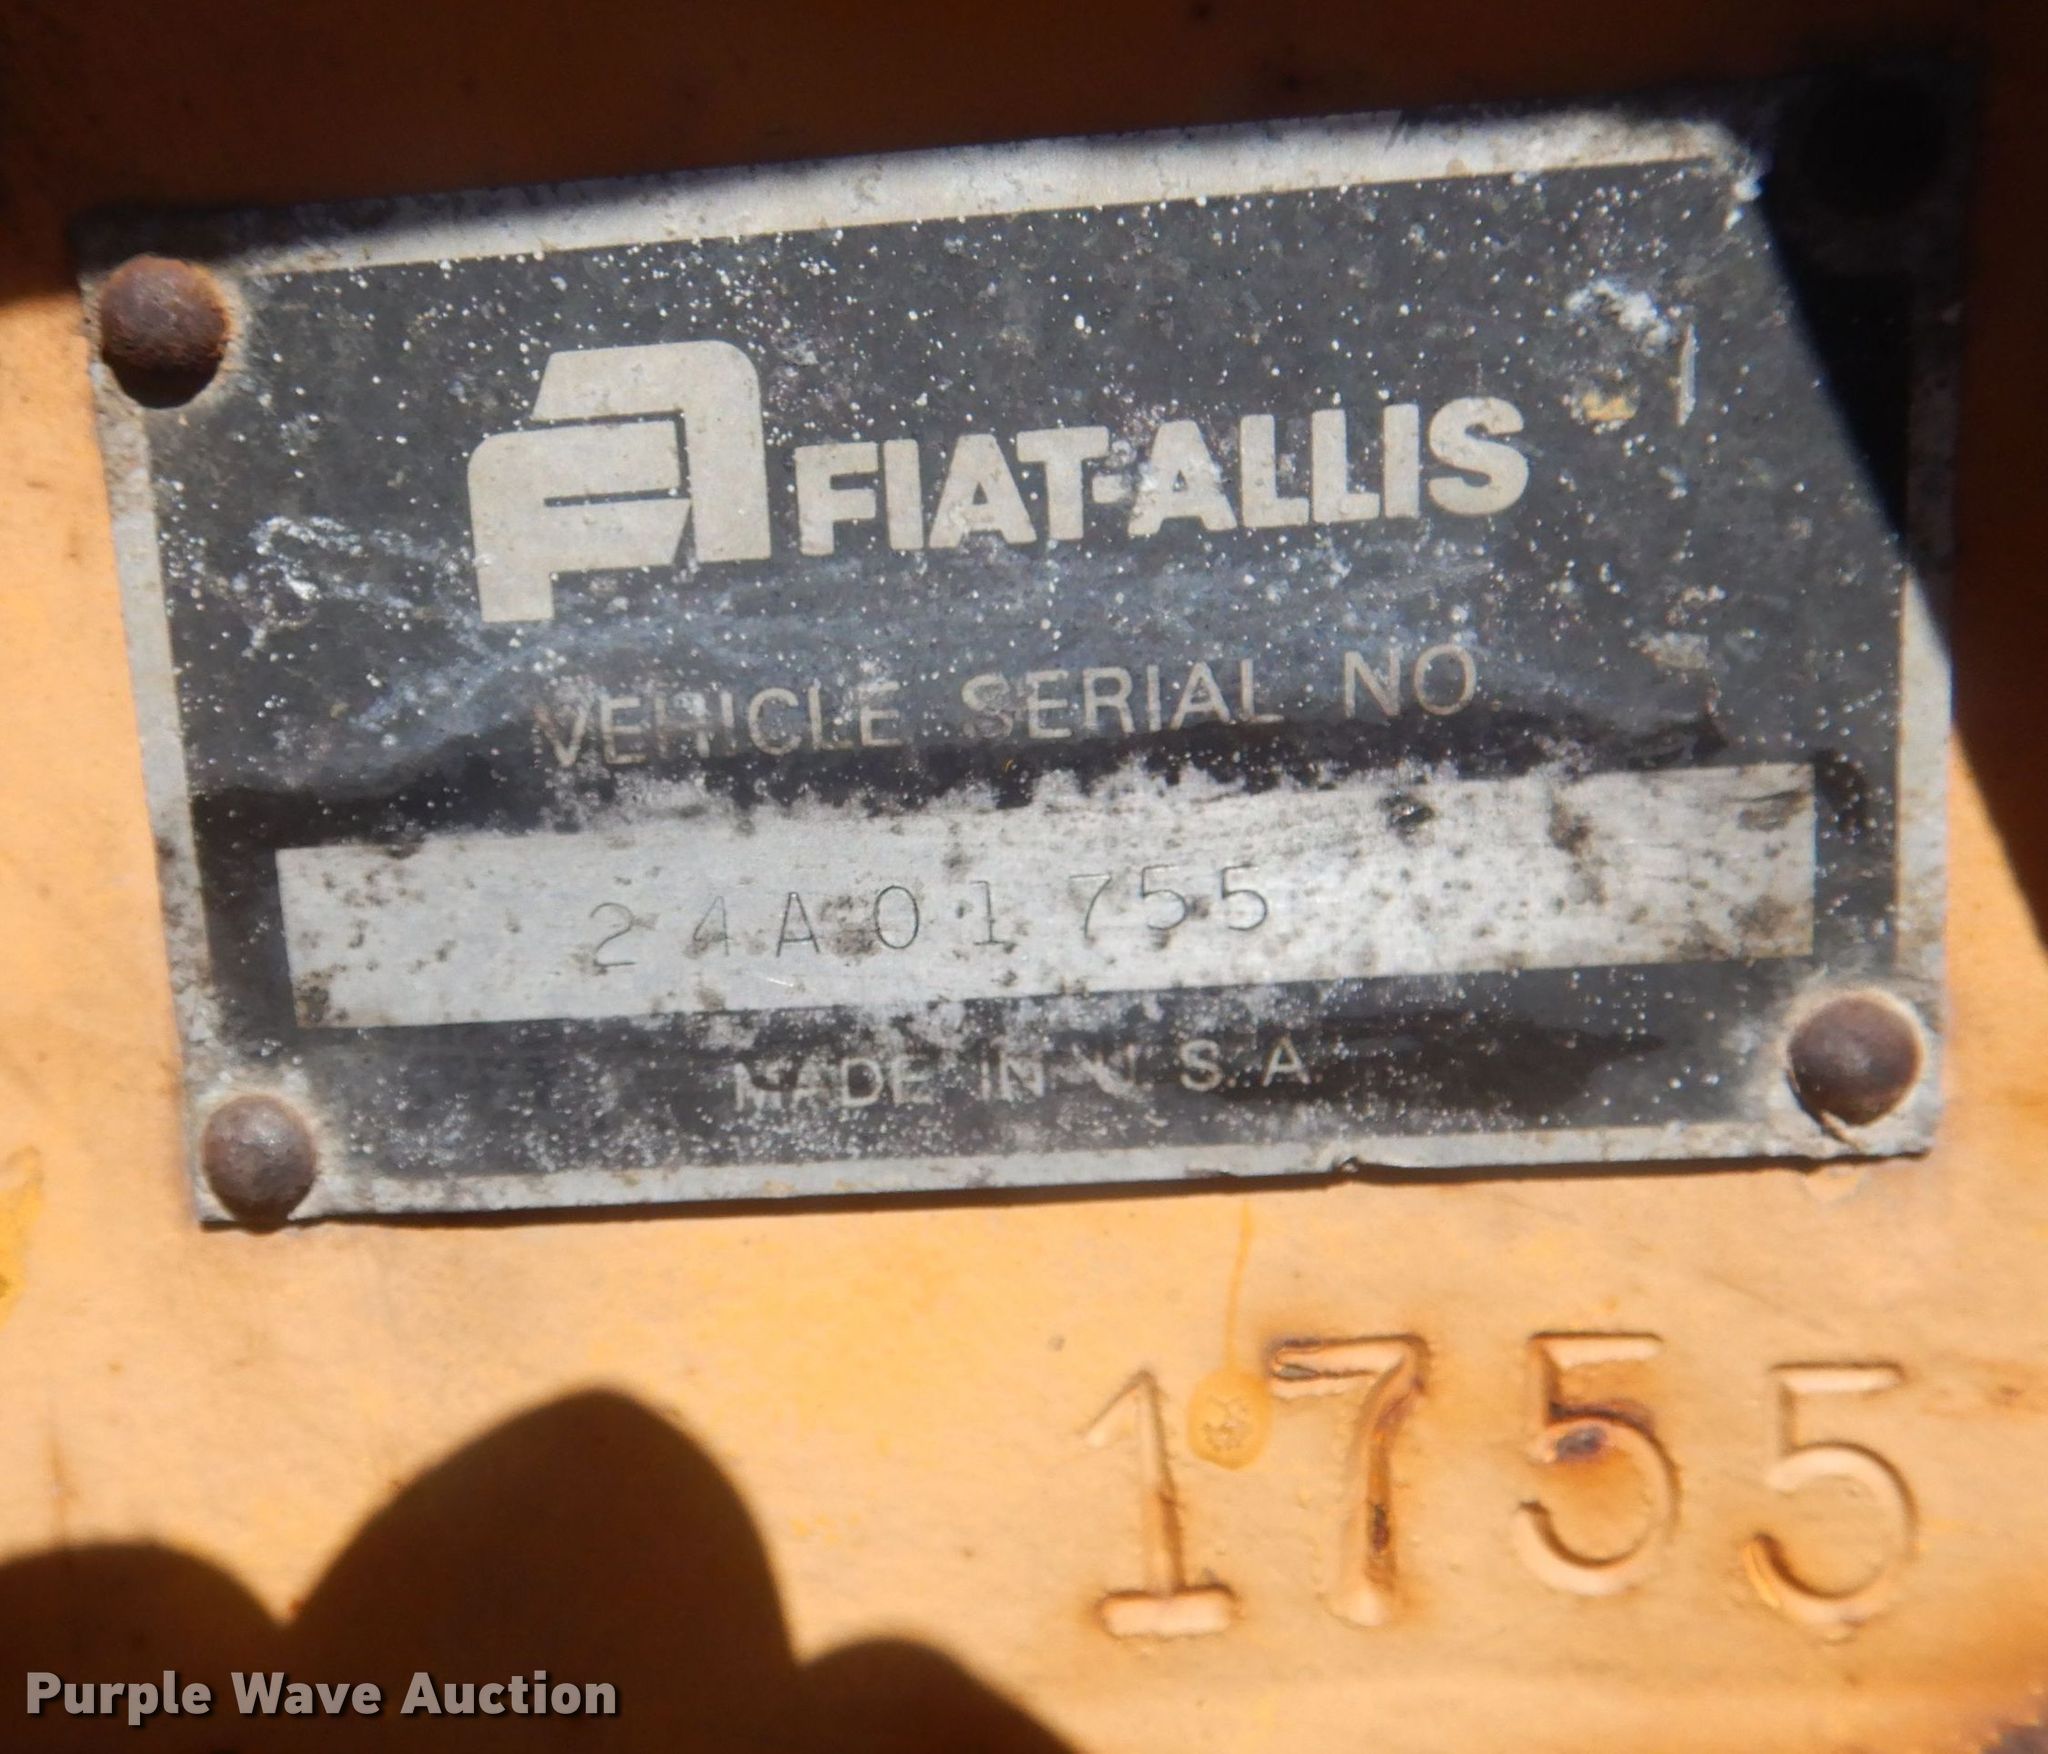 FIAT-ALLIS
VEHICLE SERIAL NO.
24A01755
MADE IN U.S.A.
1755
Purple Wave Auction